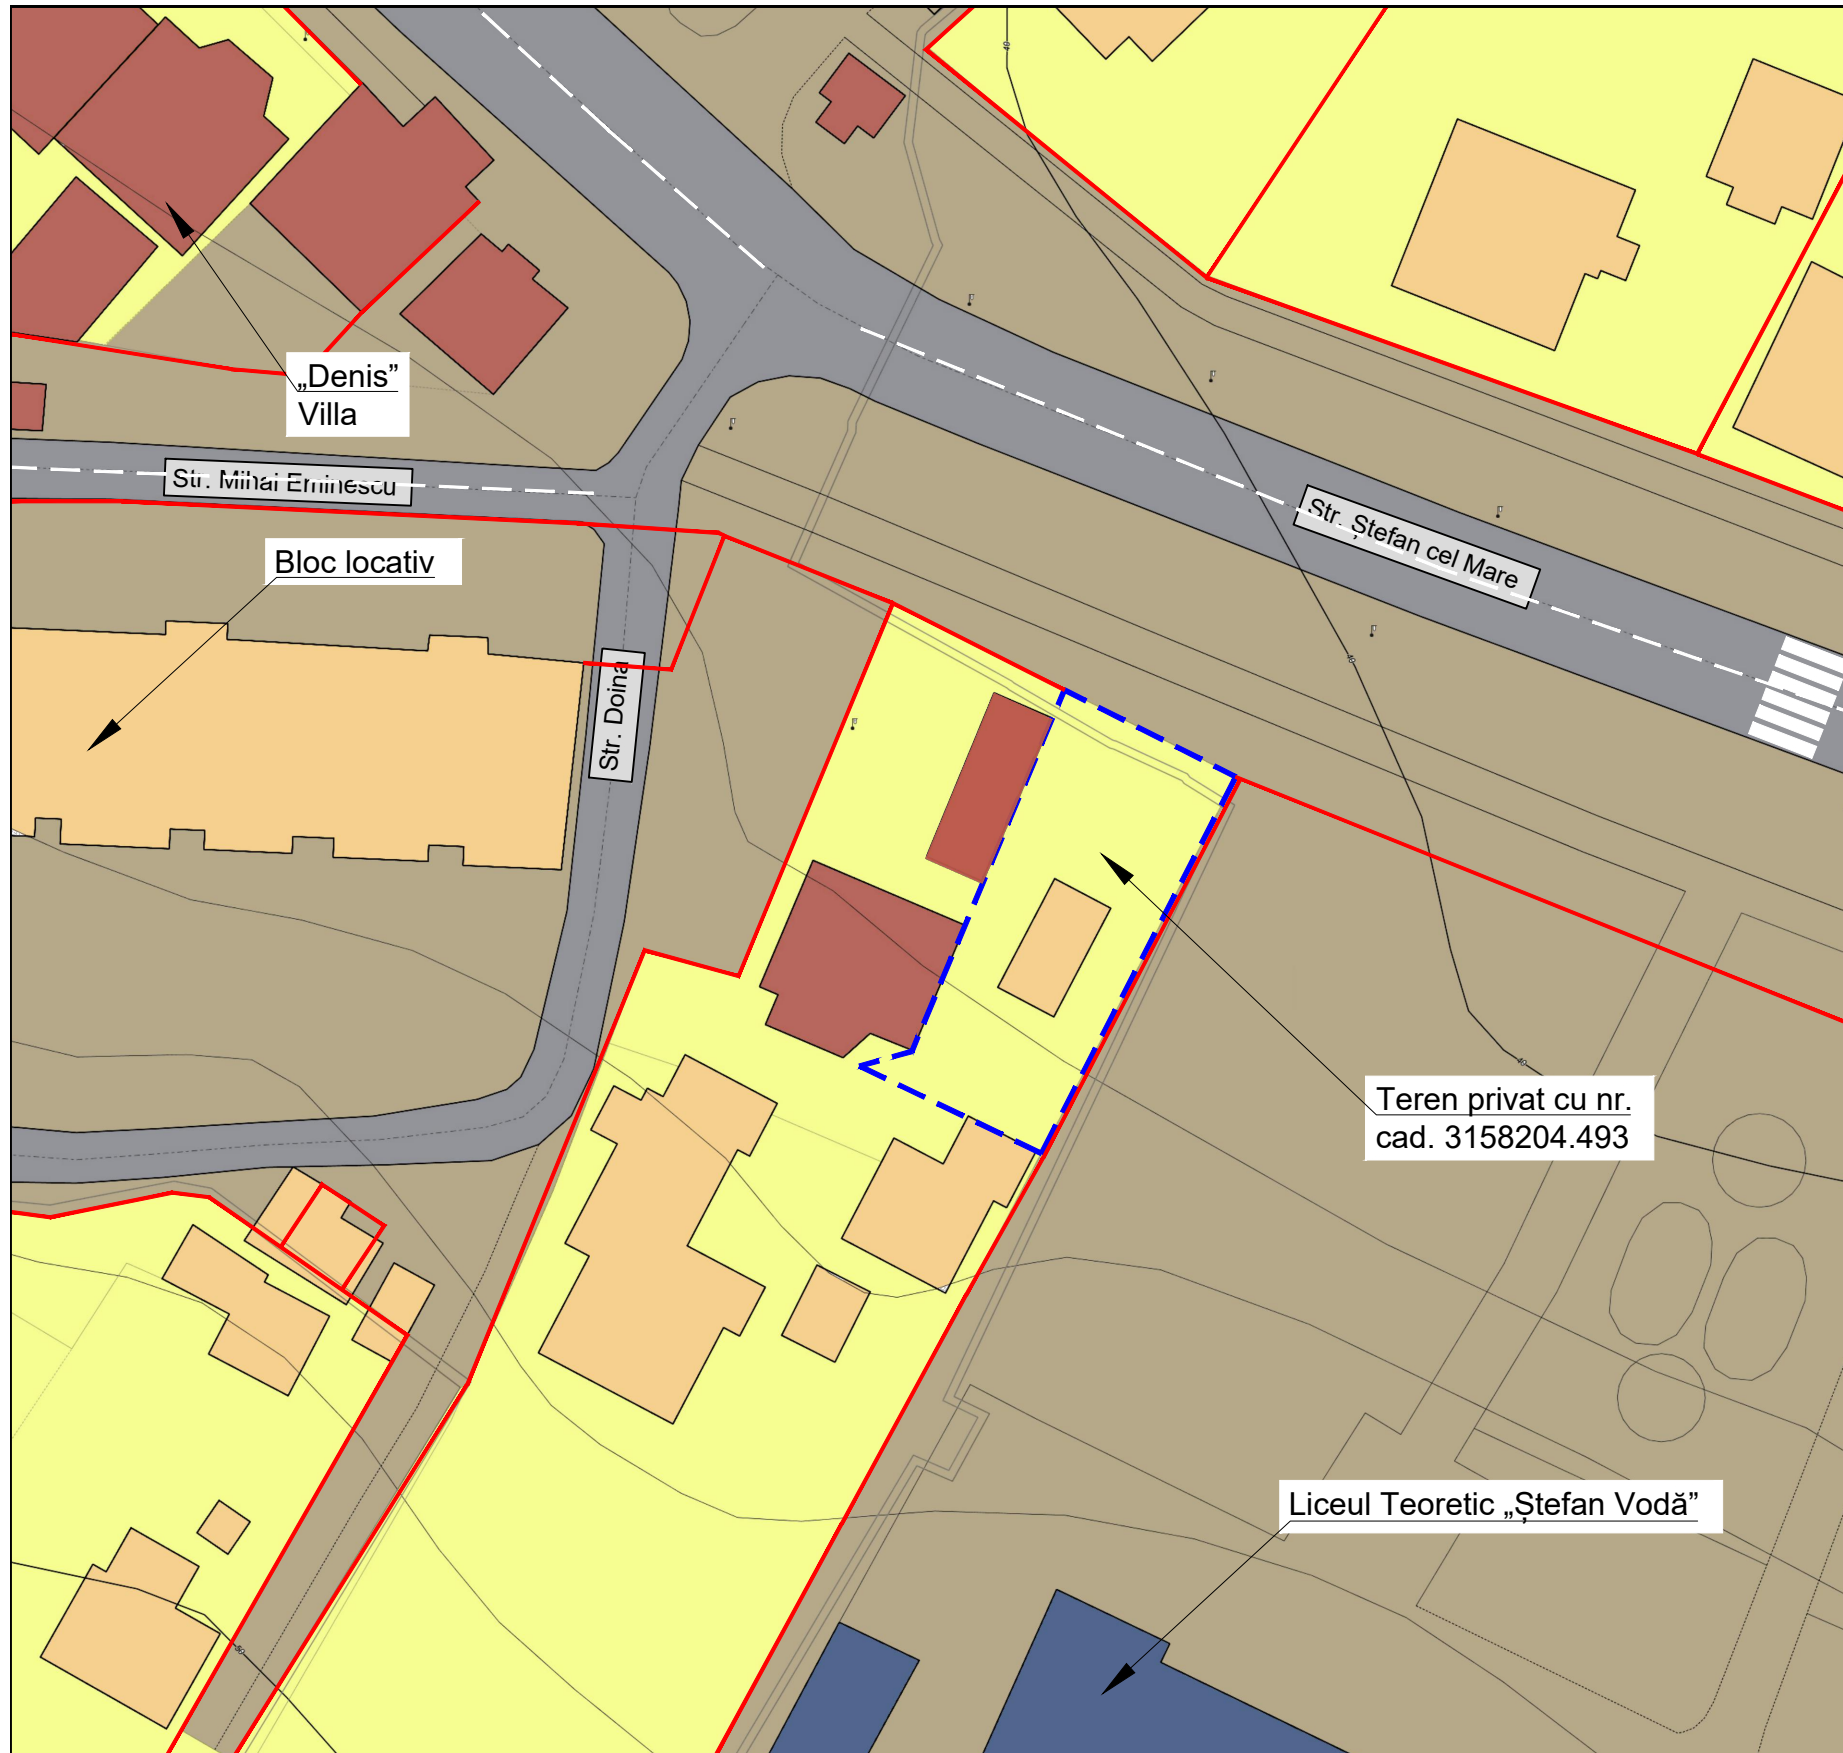 „Denis”
Villa
Str. Mihai Eminescu
Str. Ștefan cel Mare
Bloc locativ
Str. Doina
Teren privat cu nr.
cad. 3158204.493
Liceul Teoretic „Ștefan Vodă”